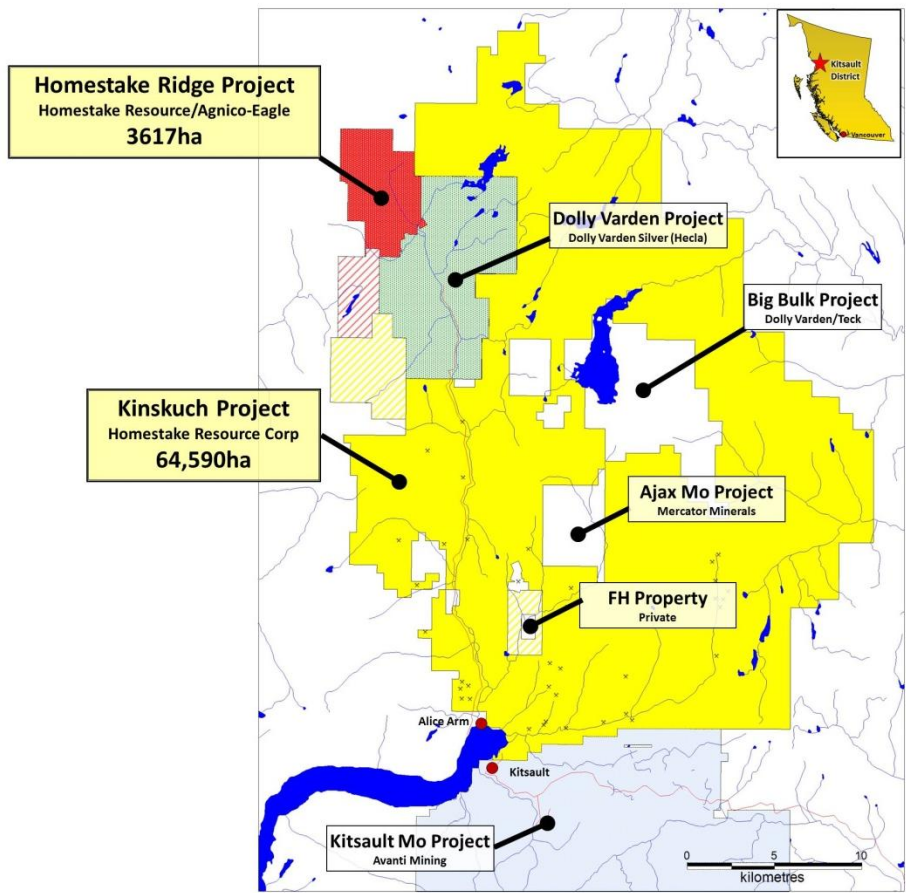 Kitsault
District
Vancouver
Homestake Ridge Project
Homestake Resource/Agnico-Eagle
3617ha
Dolly Varden Project
Dolly Varden Silver (Hecla)
Big Bulk Project
Dolly Varden/Teck
Kinskuch Project
Homestake Resource Corp
64,590ha
Ajax Mo Project
Mercator Minerals
FH Property
Private
Alice Arm
Kitsault
Kitsault Mo Project
Avanti Mining
0 5 10
kilometres